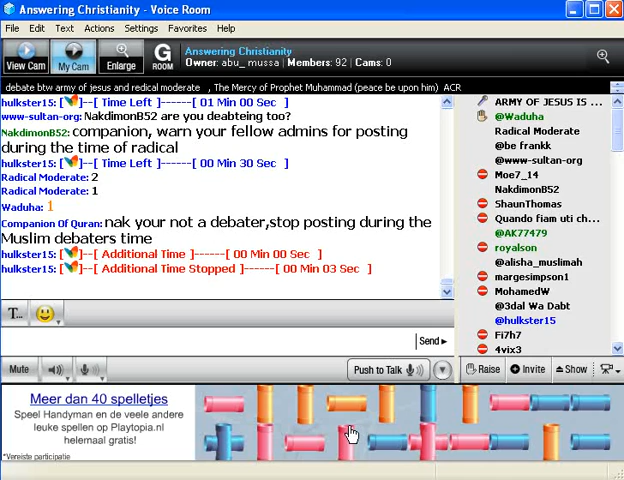 Answering Christianity - Voice Room
File Edit Text Actions Settings Favorites Help
View Cam My Cam Enlarge G ROOM
Answering Christianity
Owner: abu_ mussa | Members: 92 | Cams: 0
debate btw army of jesus and redical moderate , The Mercy of Prophet Muhammad (peace be upon him) ACR
hulkster15: [ ]--[ Time Left ]------[ 01 Min 00 Sec ]
www-sultan-org: NakdimonB52 are you deabteing too?
NakdimonB52: companion, warn your fellow admins for posting
during the time of radical
hulkster15: [ ]--[ Time Left ]------[ 00 Min 30 Sec ]
Radical Moderate: 2
Radical Moderate: 1
Waduha: 1
Companion Of Quran: nak your not a debater,stop posting during the
Muslim debaters time
hulkster15: [ ]--[ Additional Time ]------[ 00 Min 00 Sec ]
hulkster15: [ ]--[ Additional Time Stopped ]------[ 00 Min 03 Sec ]
ARMY OF JESUS IS ...
@Waduha
Radical Moderate
@be frankk
@www-sultan-org
Moe7_14
NakdimonB52
ShaunThomas
Quando fiam uti ch...
@AK77479
royalson
@alisha_muslimah
margesimpson1
MohamedW
@3dal Wa Dabt
@hulkster15
Fi7h7
4vix3
T...
Send
Mute Push to Talk Raise Invite Show
Meer dan 40 spelletjes
Speel Handyman en de veele andere
leuke spellen op Playtopia.nl
helemaal gratis!
*Vereiste participatie